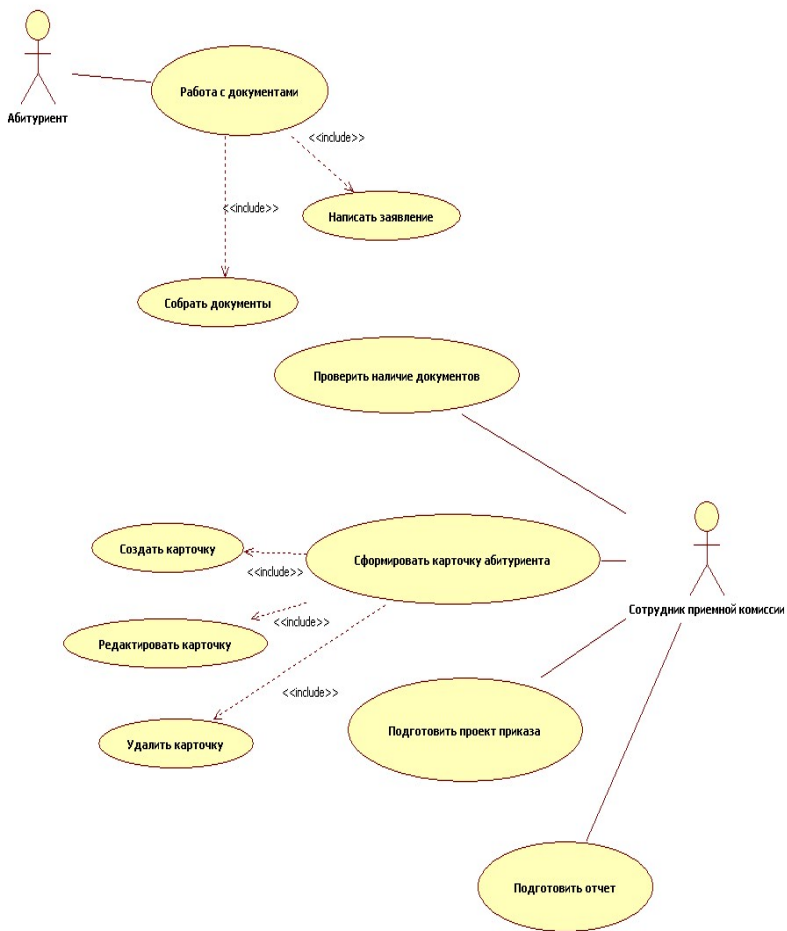 Абитуриент
Работа с документами
<<include>>
<<include>>
Написать заявление
Собрать документы
Проверить наличие документов
Создать карточку
Сформировать карточку абитуриента
<<include>>
Сотрудник приемной комиссии
<<include>>
Редактировать карточку
<<include>>
Подготовить проект приказа
Удалить карточку
Подготовить отчет